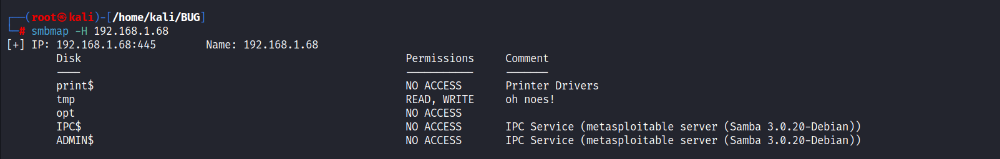 ┌──(root㉿kali)-[/home/kali/BUG]
└─# smbmap -H 192.168.1.68
[+] IP: 192.168.1.68:445        Name: 192.168.1.68
        Disk                                                    Permissions     Comment
        ----                                                    -----------     -------
        print$                                                  NO ACCESS       Printer Drivers
        tmp                                                     READ, WRITE     oh noes!
        opt                                                     NO ACCESS
        IPC$                                                    NO ACCESS       IPC Service (metasploitable server (Samba 3.0.20-Debian))
        ADMIN$                                                  NO ACCESS       IPC Service (metasploitable server (Samba 3.0.20-Debian))